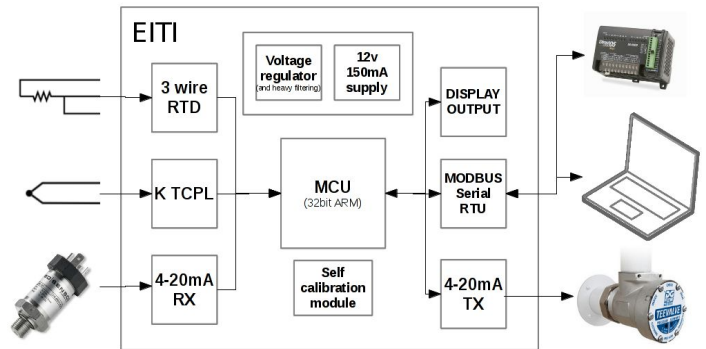 EITI
Voltage
regulator
(and heavy filtering)
12v
150mA
supply
3 wire
RTD
DISPLAY
OUTPUT
K TCPL
MCU
(32bit ARM)
MODBUS
Serial
RTU
4-20mA
RX
Self
calibration
module
4-20mA
TX
TEEVALVE